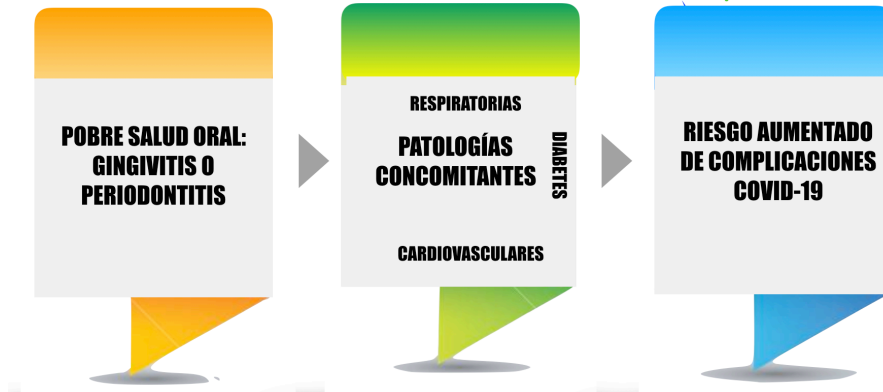 POBRE SALUD ORAL:
GINGIVITIS O
PERIODONTITIS
RESPIRATORIAS
PATOLOGÍAS
CONCOMITANTES
DIABETES
CARDIOVASCULARES
RIESGO AUMENTADO
DE COMPLICACIONES
COVID-19